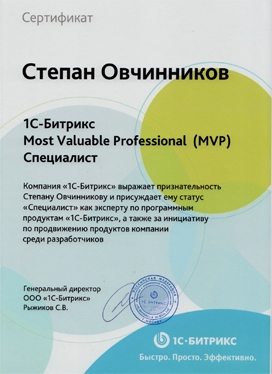 Сертификат
Степан Овчинников
1С-Битрикс
Most Valuable Professional (MVP)
Специалист
Компания «1С-Битрикс» выражает признательность
Степану Овчинникову и присуждает ему статус
«Специалист» как эксперту по программным
продуктам «1С-Битрикс», а также за инициативу
по продвижению продуктов компании
среди разработчиков
Генеральный директор
ООО «1С-Битрикс»
Рыжиков С.В.
1С-БИТРИКС
Быстро. Просто. Эффективно.